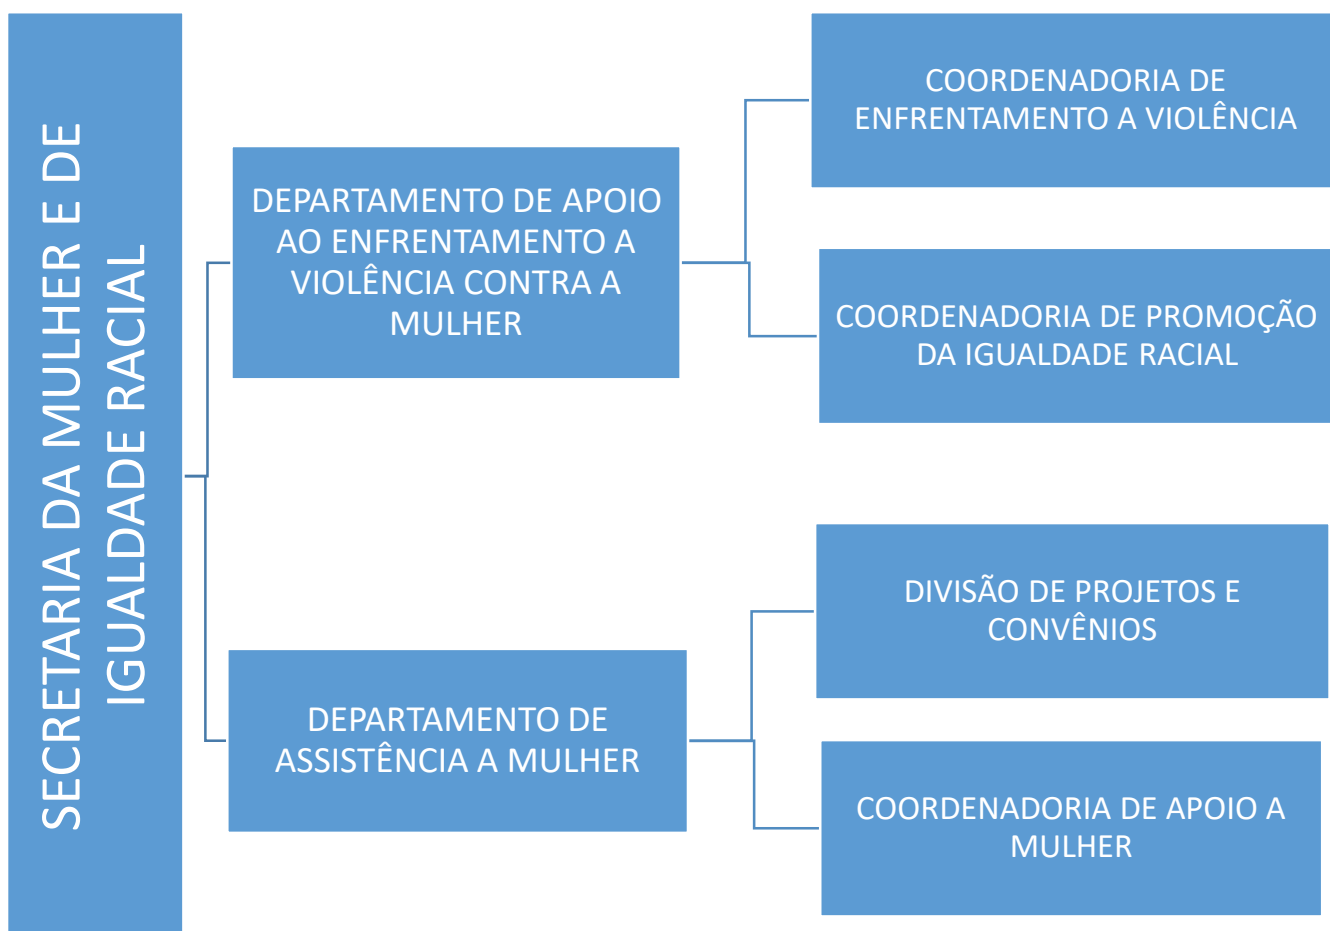 SECRETARIA DA MULHER E DE
IGUALDADE RACIAL
DEPARTAMENTO DE APOIO
AO ENFRENTAMENTO A
VIOLÊNCIA CONTRA A
MULHER
COORDENADORIA DE
ENFRENTAMENTO A VIOLÊNCIA
COORDENADORIA DE PROMOÇÃO
DA IGUALDADE RACIAL
DEPARTAMENTO DE
ASSISTÊNCIA A MULHER
DIVISÃO DE PROJETOS E
CONVÊNIOS
COORDENADORIA DE APOIO A
MULHER